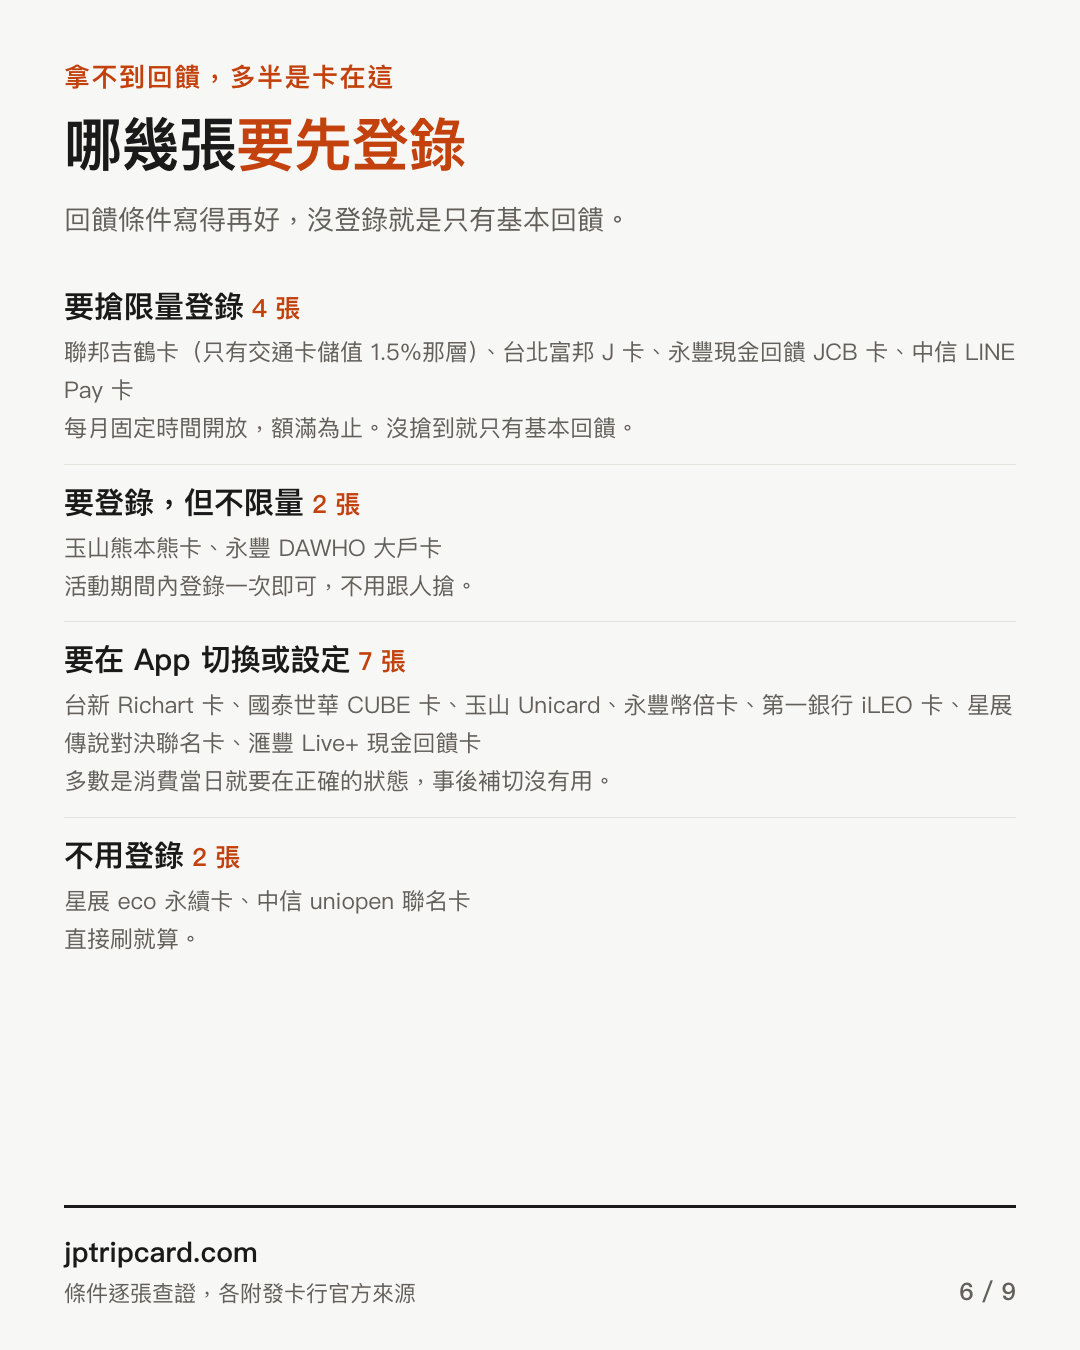 拿不到回饋，多半是卡在這
哪幾張要先登錄
回饋條件寫得再好，沒登錄就是只有基本回饋。
要搶限量登錄 4 張
聯邦吉鶴卡（只有交通卡儲值 1.5%那層）、台北富邦 J 卡、永豐現金回饋 JCB 卡、中信 LINE
Pay 卡
每月固定時間開放，額滿為止。沒搶到就只有基本回饋。
要登錄，但不限量 2 張
玉山熊本熊卡、永豐 DAWHO 大戶卡
活動期間內登錄一次即可，不用跟人搶。
要在 App 切換或設定 7 張
台新 Richart 卡、國泰世華 CUBE 卡、玉山 Unicard、永豐幣倍卡、第一銀行 iLEO 卡、星展
傳說對決聯名卡、滙豐 Live+ 現金回饋卡
多數是消費當日就要在正確的狀態，事後補切沒有用。
不用登錄 2 張
星展 eco 永續卡、中信 uniopen 聯名卡
直接刷就算。
jptripcard.com
條件逐張查證，各附發卡行官方來源
6 / 9